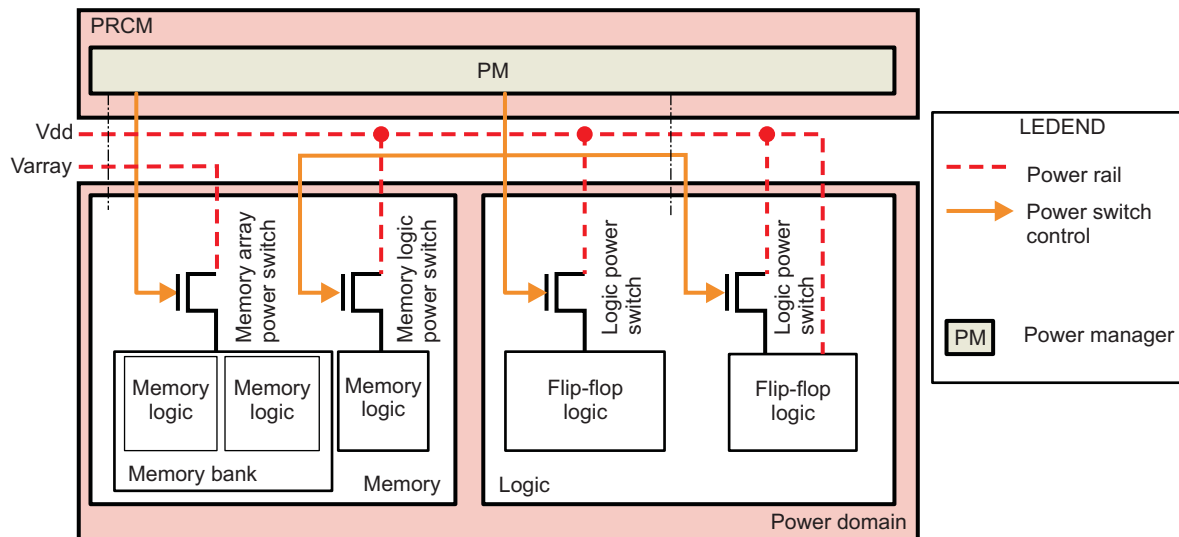 PRCM
PM
Vdd
Varray
LEDEND
Power rail
Power switch
control
PM
Power manager
Memory array
power switch
Memory logic
power switch
Logic power
switch
Logic power
switch
Memory
logic
Memory
logic
Memory
logic
Flip-flop
logic
Flip-flop
logic
Memory bank
Memory
Logic
Power domain